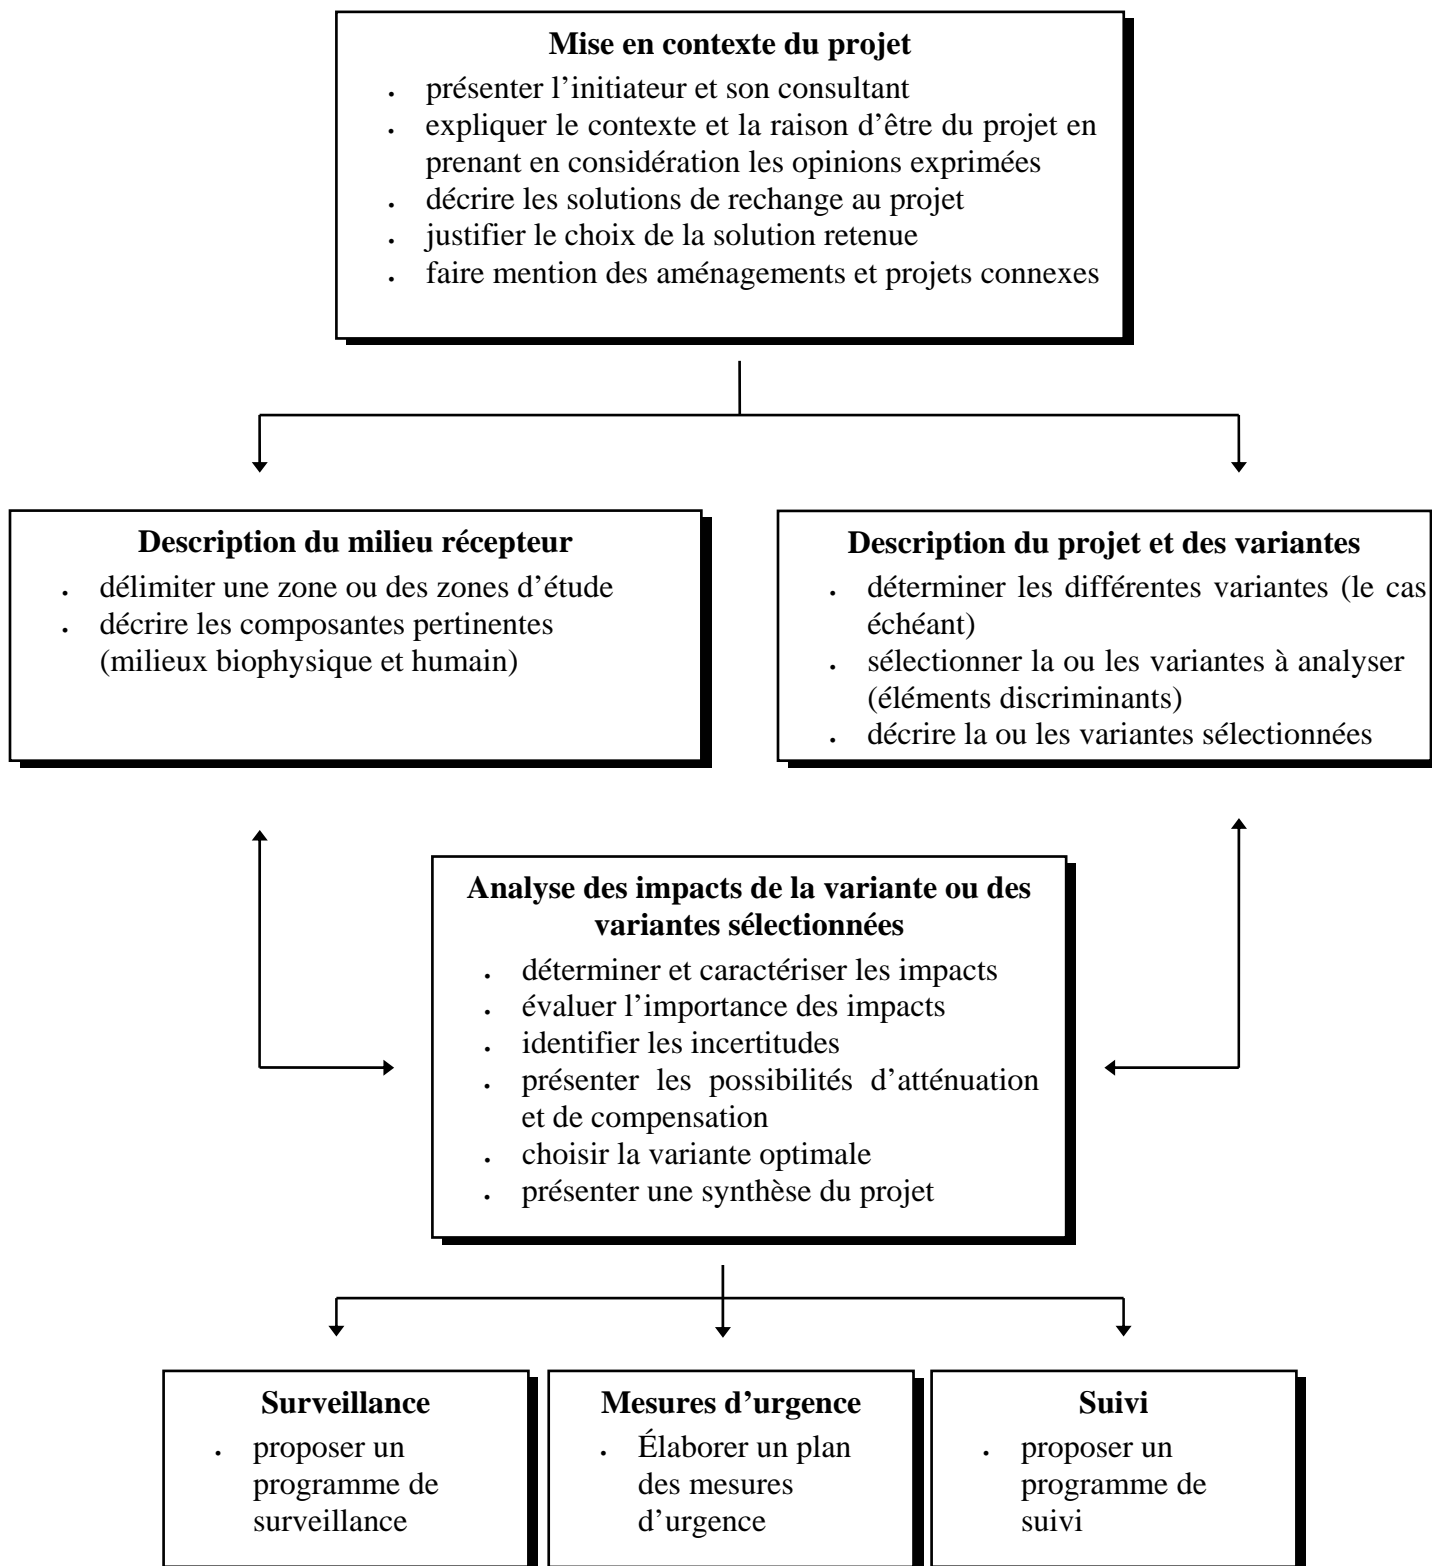 Mise en contexte du projet
. présenter l’initiateur et son consultant
. expliquer le contexte et la raison d’être du projet en
prenant en considération les opinions exprimées
. décrire les solutions de rechange au projet
. justifier le choix de la solution retenue
. faire mention des aménagements et projets connexes
Description du milieu récepteur
. délimiter une zone ou des zones d’étude
. décrire les composantes pertinentes
(milieux biophysique et humain)
Description du projet et des variantes
. déterminer les différentes variantes (le cas
échéant)
. sélectionner la ou les variantes à analyser
(éléments discriminants)
. décrire la ou les variantes sélectionnées
Analyse des impacts de la variante ou des
variantes sélectionnées
. déterminer et caractériser les impacts
. évaluer l’importance des impacts
. identifier les incertitudes
. présenter les possibilités d’atténuation
et de compensation
. choisir la variante optimale
. présenter une synthèse du projet
Surveillance
. proposer un
programme de
surveillance
Mesures d’urgence
. Élaborer un plan
des mesures
d’urgence
Suivi
. proposer un
programme de
suivi